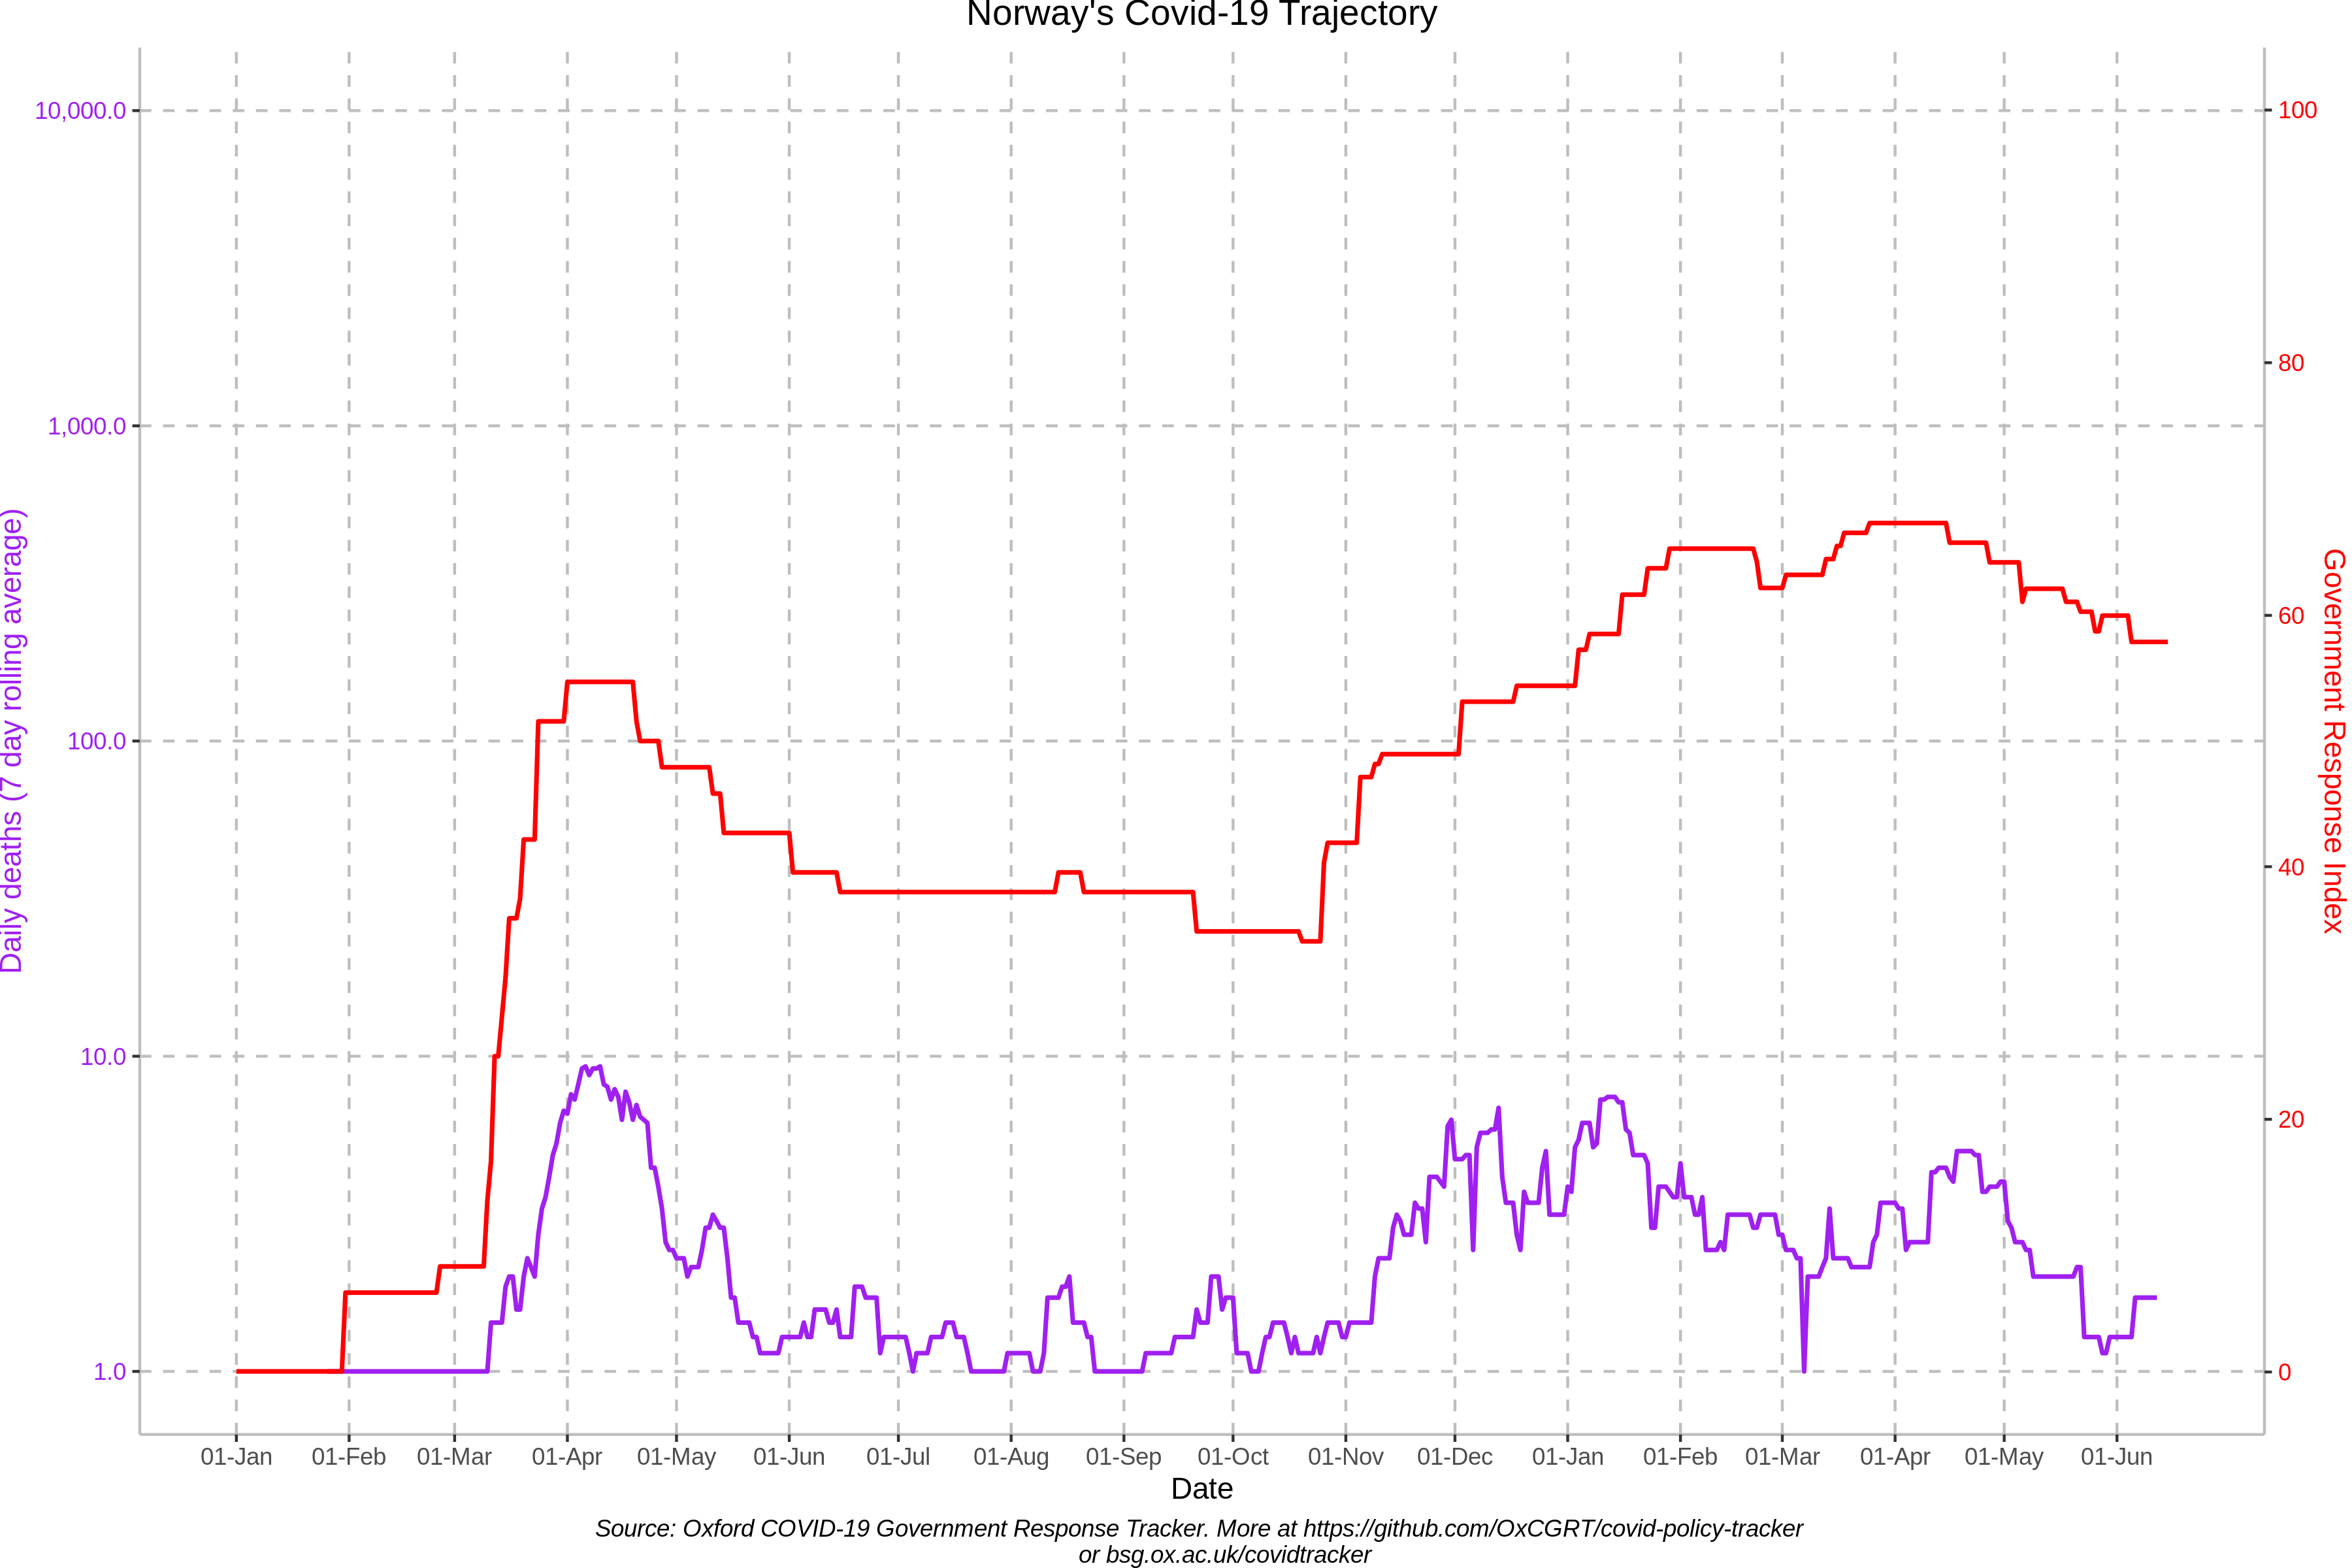 Norway's Covid-19 Trajectory
10,000.0
1,000.0
100.0
10.0
1.0
Daily deaths (7 day rolling average)
100
80
60
40
20
0
Government Response Index
01-Jan 01-Feb 01-Mar 01-Apr 01-May 01-Jun 01-Jul 01-Aug 01-Sep 01-Oct 01-Nov 01-Dec 01-Jan 01-Feb 01-Mar 01-Apr 01-May 01-Jun
Date
Source: Oxford COVID-19 Government Response Tracker. More at https://github.com/OxCGRT/covid-policy-tracker
or bsg.ox.ac.uk/covidtracker